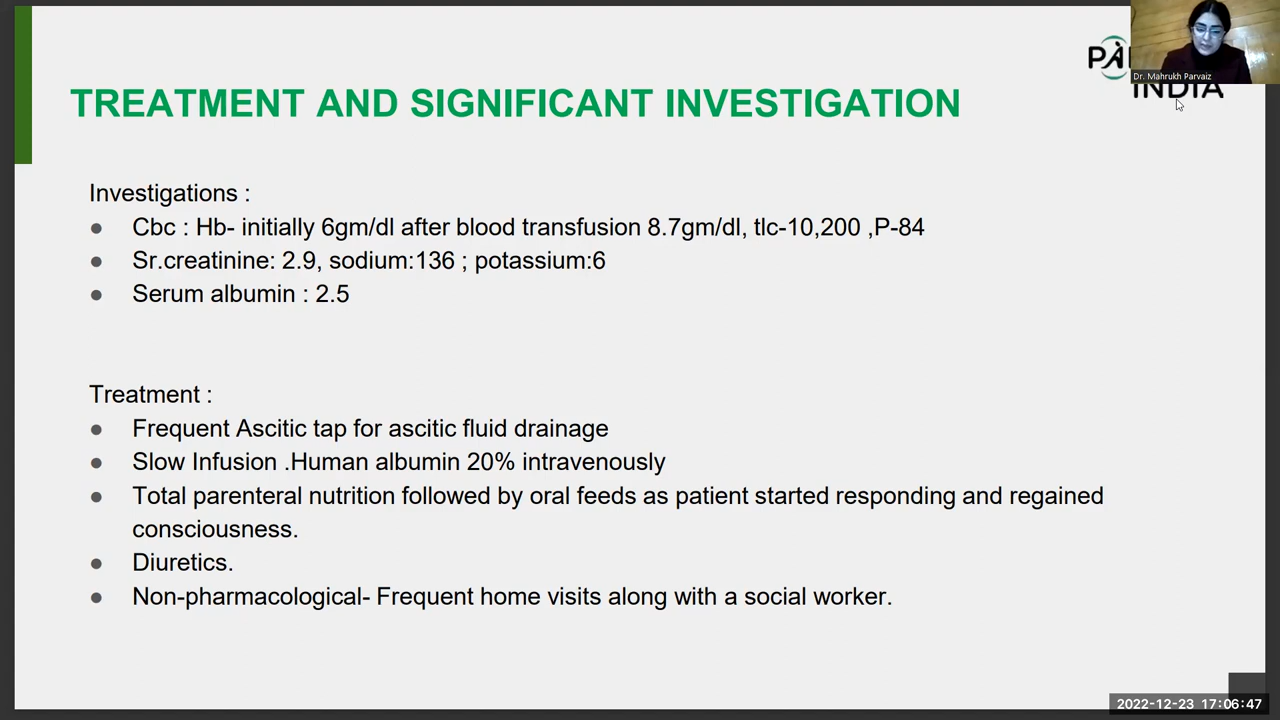 PA
INDIA
Dr. Mahrukh Parvaiz
TREATMENT AND SIGNIFICANT INVESTIGATION
Investigations :
● Cbc : Hb- initially 6gm/dl after blood transfusion 8.7gm/dl, tlc-10,200 ,P-84
● Sr.creatinine: 2.9, sodium:136 ; potassium:6
● Serum albumin : 2.5
Treatment :
● Frequent Ascitic tap for ascitic fluid drainage
● Slow Infusion .Human albumin 20% intravenously
● Total parenteral nutrition followed by oral feeds as patient started responding and regained
consciousness.
● Diuretics.
● Non-pharmacological- Frequent home visits along with a social worker.
2022-12-23 17:06:47